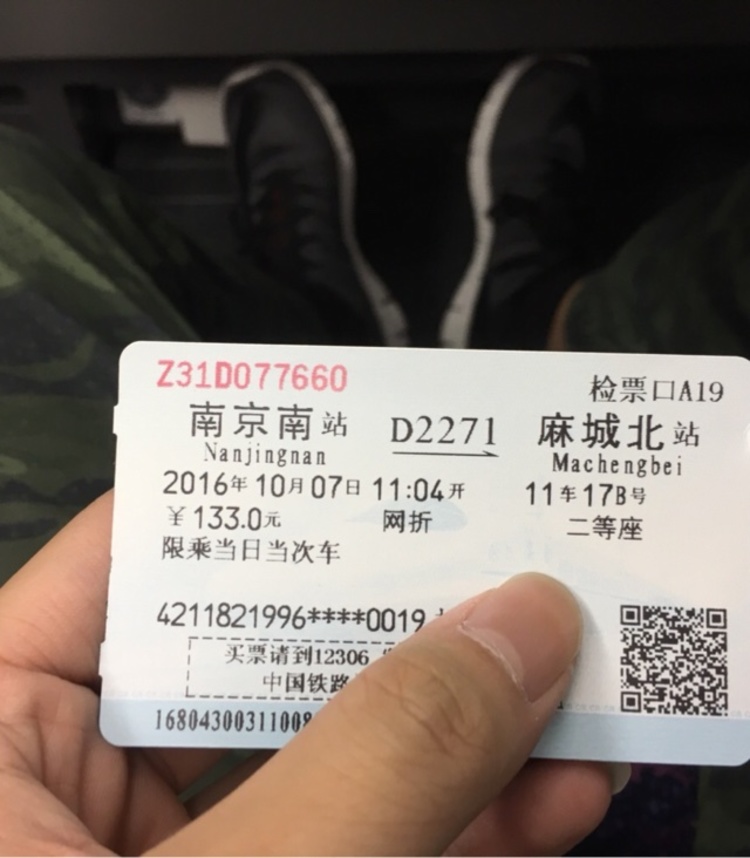 Z31D077660 检票口A19
南京南站 D2271 麻城北站
Nanjingnan Machengbei
2016年10月07日 11:04开 11车17B号
￥133.0元 网折 二等座
限乘当日当次车
4211821996****0019
买票请到12306
中国铁路
16804300311008